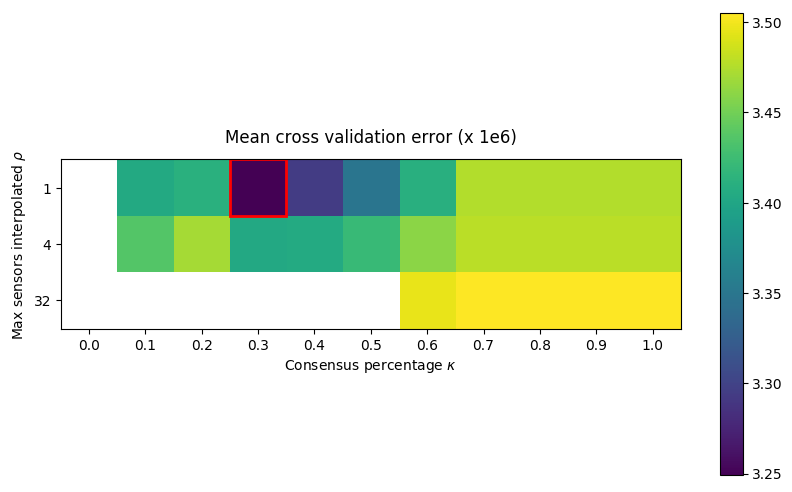 Mean cross validation error (x 1e6)
Max sensors interpolated ρ
1
4
32
0.0 0.1 0.2 0.3 0.4 0.5 0.6 0.7 0.8 0.9 1.0
Consensus percentage κ
3.50
3.45
3.40
3.35
3.30
3.25